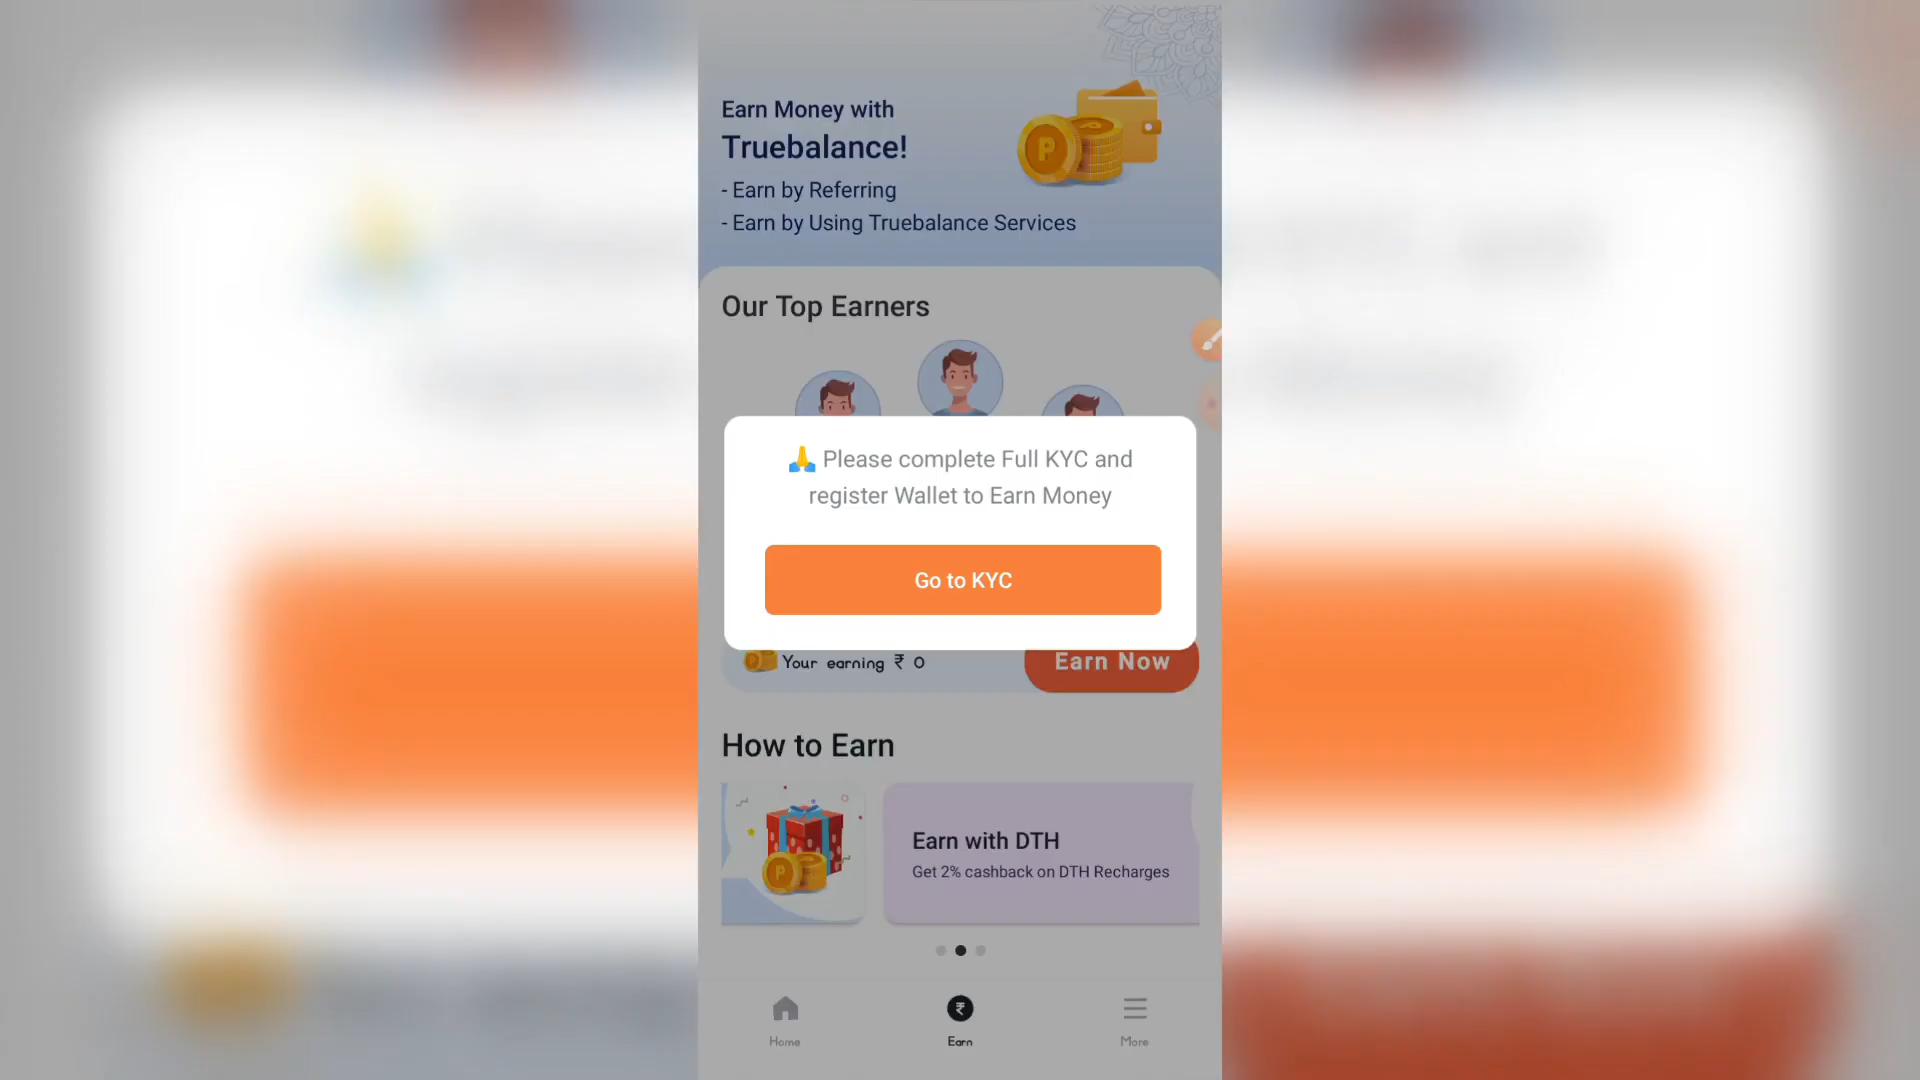 Earn Money with
Truebalance!
- Earn by Referring
- Earn by Using Truebalance Services
Our Top Earners
🙏 Please complete Full KYC and
register Wallet to Earn Money
Go to KYC
Your earning ₹ 0
Earn Now
How to Earn
Earn with DTH
Get 2% cashback on DTH Recharges
Home
Earn
More